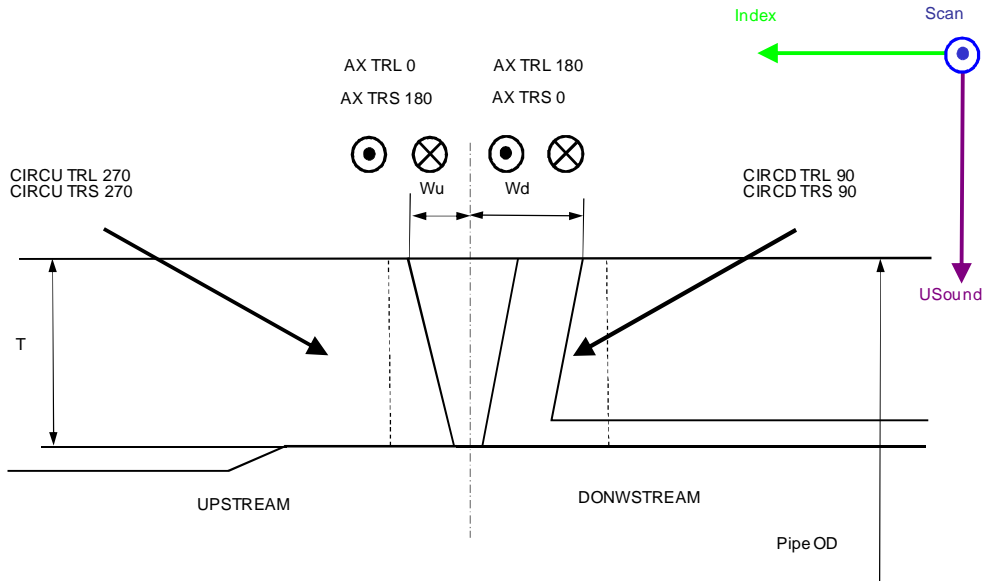 Index
Scan
AX TRL 0
AX TRL 180
AX TRS 180
AX TRS 0
CIRCU TRL 270
CIRCU TRS 270
CIRCD TRL 90
CIRCD TRS 90
Wu
Wd
USound
T
UPSTREAM
DONWSTREAM
Pipe OD